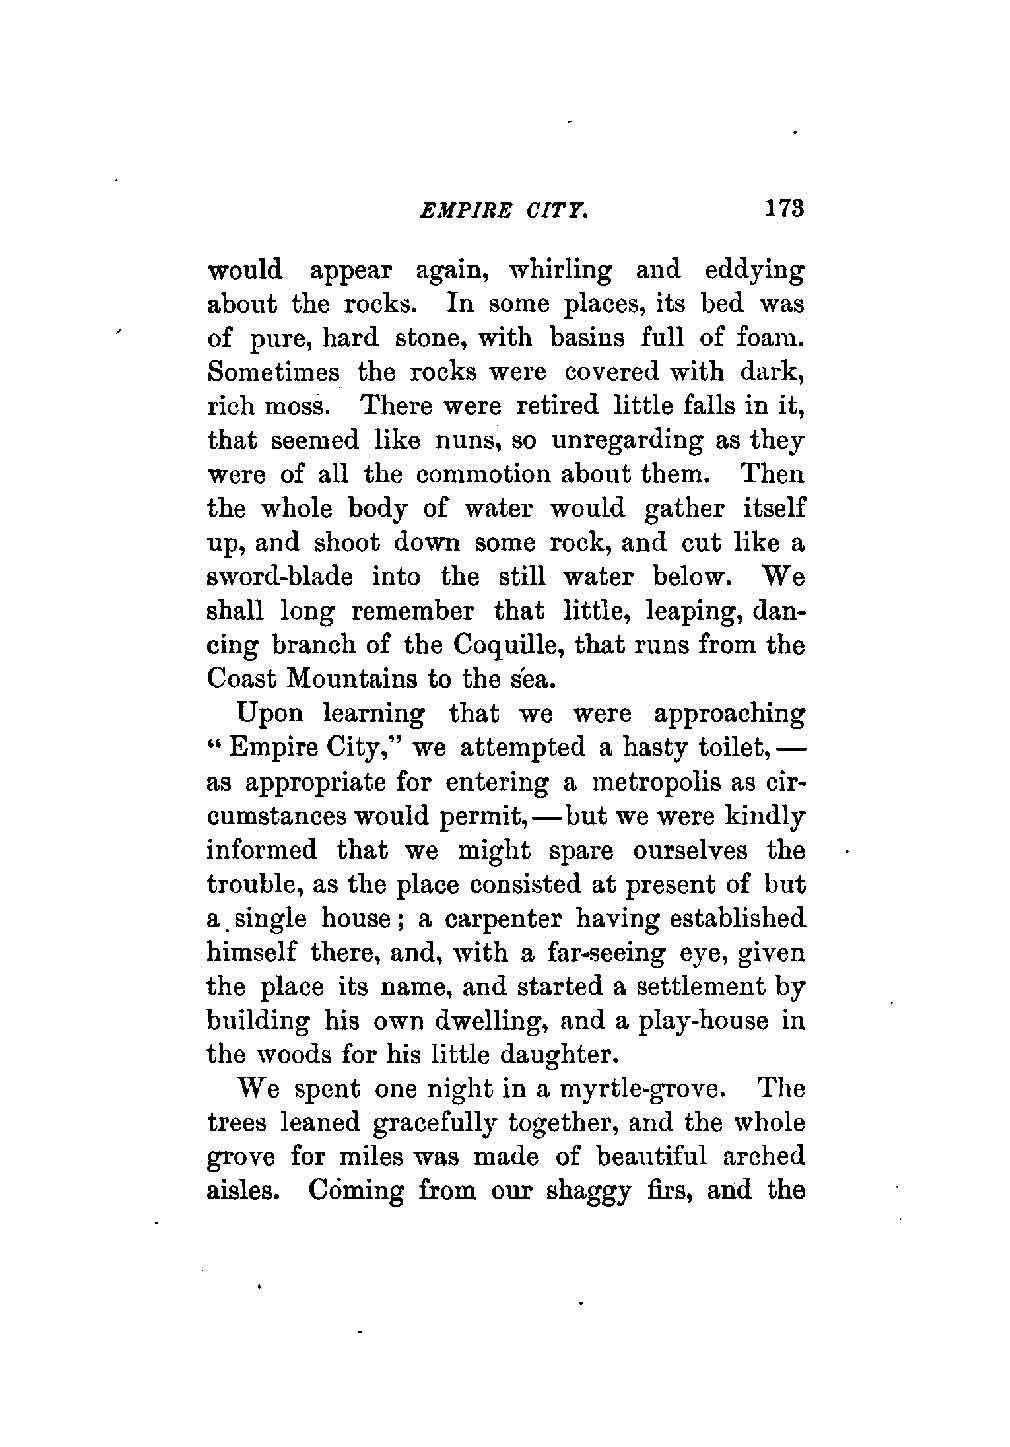 EMPIRE CITY. 173
would appear again, whirling and eddying
about the rocks. In some places, its bed was
of pure, hard stone, with basins full of foam.
Sometimes the rocks were covered with dark,
rich moss. There were retired little falls in it,
that seemed like nuns, so unregarding as they
were of all the commotion about them. Then
the whole body of water would gather itself
up, and shoot down some rock, and cut like a
sword-blade into the still water below. We
shall long remember that little, leaping, dan-
cing branch of the Coquille, that runs from the
Coast Mountains to the sea.
Upon learning that we were approaching
“Empire City,” we attempted a hasty toilet,—
as appropriate for entering a metropolis as cir-
cumstances would permit,—but we were kindly
informed that we might spare ourselves the
trouble, as the place consisted at present of but
a single house; a carpenter having established
himself there, and, with a far-seeing eye, given
the place its name, and started a settlement by
building his own dwelling, and a play-house in
the woods for his little daughter.
We spent one night in a myrtle-grove. The
trees leaned gracefully together, and the whole
grove for miles was made of beautiful arched
aisles. Coming from our shaggy firs, and the